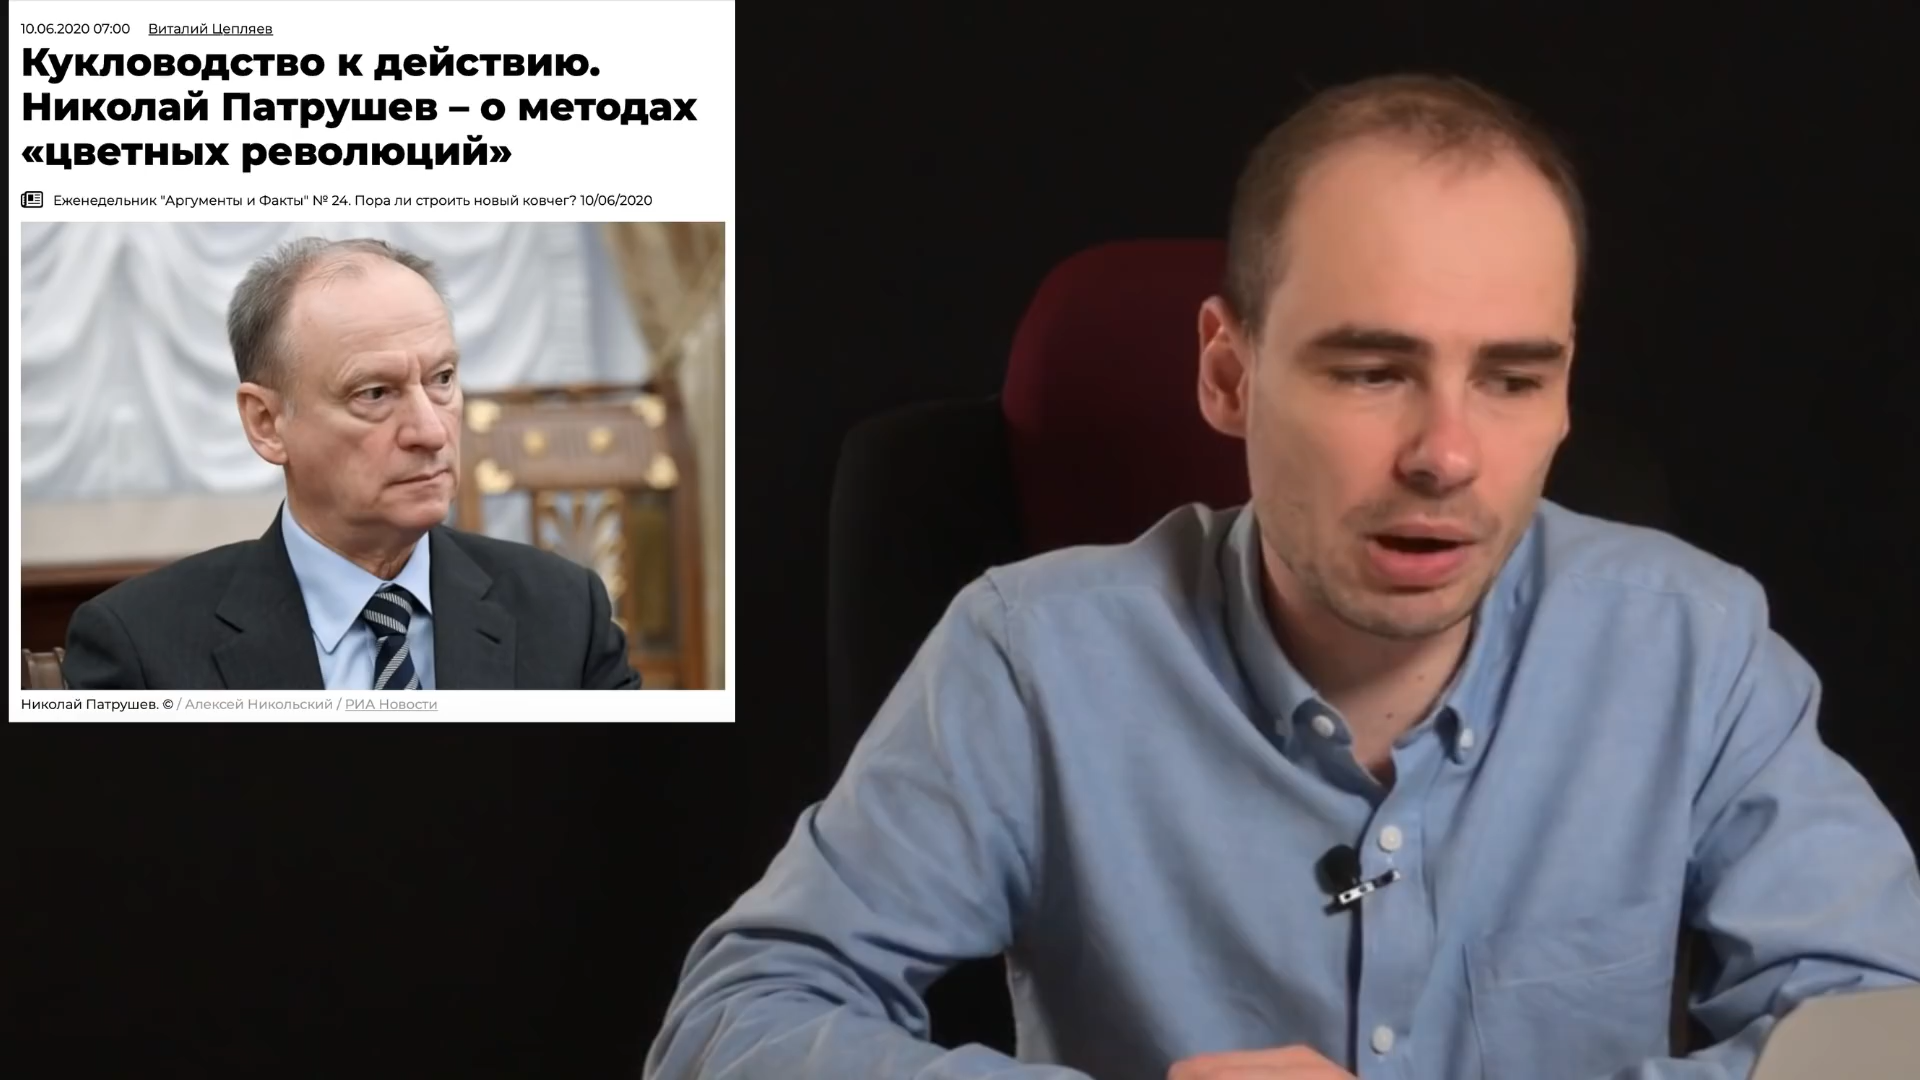 10.06.2020 07:00 Виталий Цепляев
Кукловодство к действию.
Николай Патрушев – о методах
«цветных революций»
Еженедельник "Аргументы и Факты" № 24. Пора ли строить новый ковчег? 10/06/2020
Николай Патрушев. © / Алексей Никольский / РИА Новости